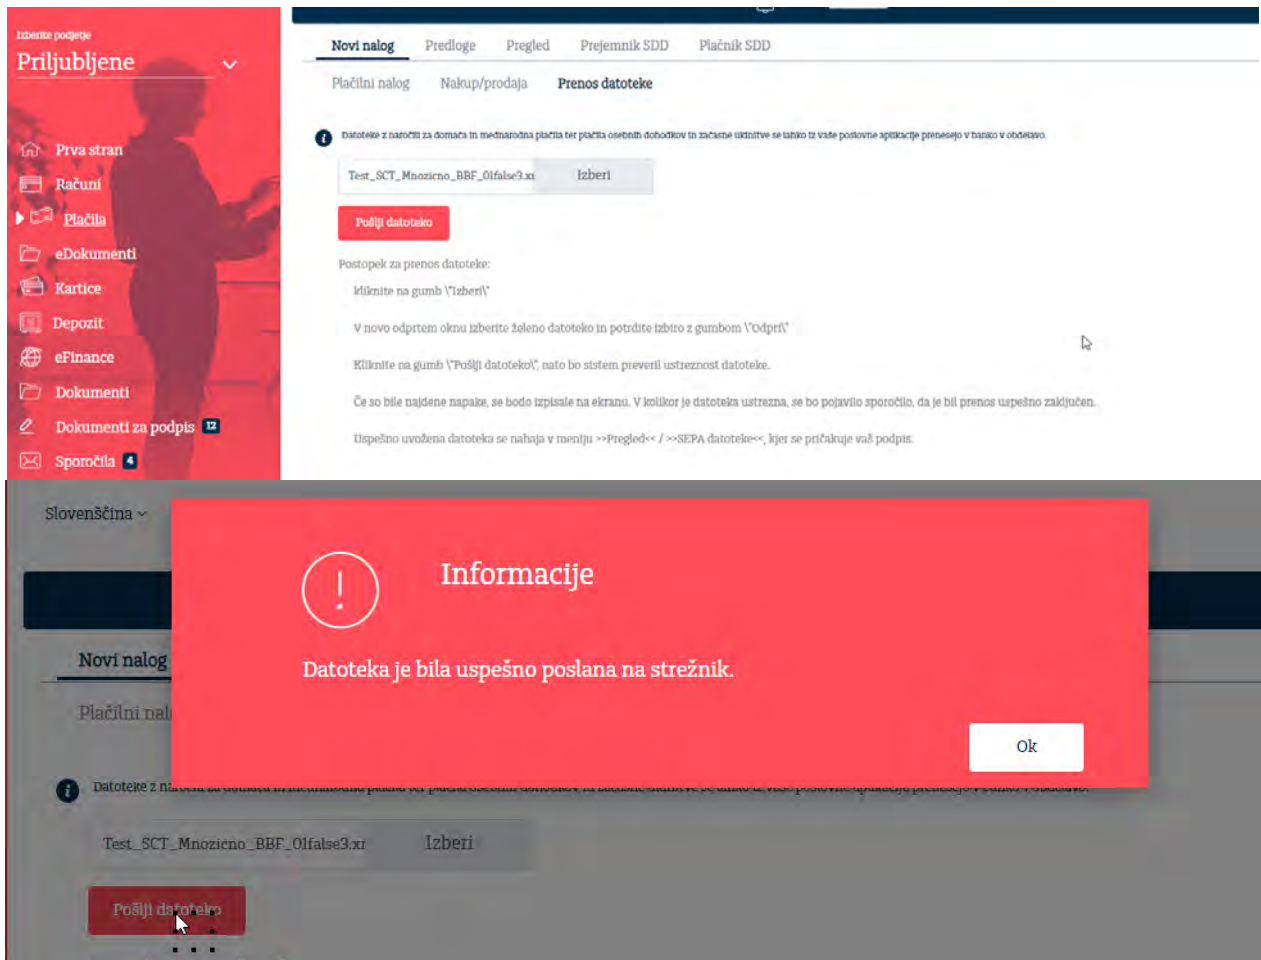 Izberite podjetje
Priljubljene
Prva stran
Računi
Plačila
eDokumenti
Kartice
Depozit
eFinance
Dokumenti
Dokumenti za podpis 12
Sporočila 4
Novi nalog Predloge Pregled Prejemnik SDD Plačnik SDD
Plačilni nalog Nakup/prodaja Prenos datoteke
Datoteke z naročili za domača in mednarodna plačila ter plačila osebnih dohodkov in začasne ukinitve se lahko iz vaše poslovne aplikacije prenesejo v banko v obdelavo.
Test_SCT_Mnozicno_BBF_01false3.xr Izberi
Pošlji datoteko
Postopek za prenos datoteke:
kliknite na gumb \"Izberi\"
V novo odprtem oknu izberite želeno datoteko in potrdite izbiro z gumbom \"Odpri\"
Kliknite na gumb \"Pošlji datoteko\", nato bo sistem preveril ustreznost datoteke.
Če so bile najdene napake, se bodo izpisale na ekranu. V kolikor je datoteka ustrezna, se bo pojavilo sporočilo, da je bil prenos uspešno zaključen.
Uspešno uvožena datoteka se nahaja v meniju >>Pregled<< / >>SEPA datoteke<<, kjer se pričakuje vaš podpis.
Slovenščina
Informacije
Datoteka je bila uspešno poslana na strežnik.
Ok
Novi nalog
Plačilni nal
Datoteke z
Test_SCT_Mnozicno_BBF_01false3.xr Izberi
Pošlji datoteko